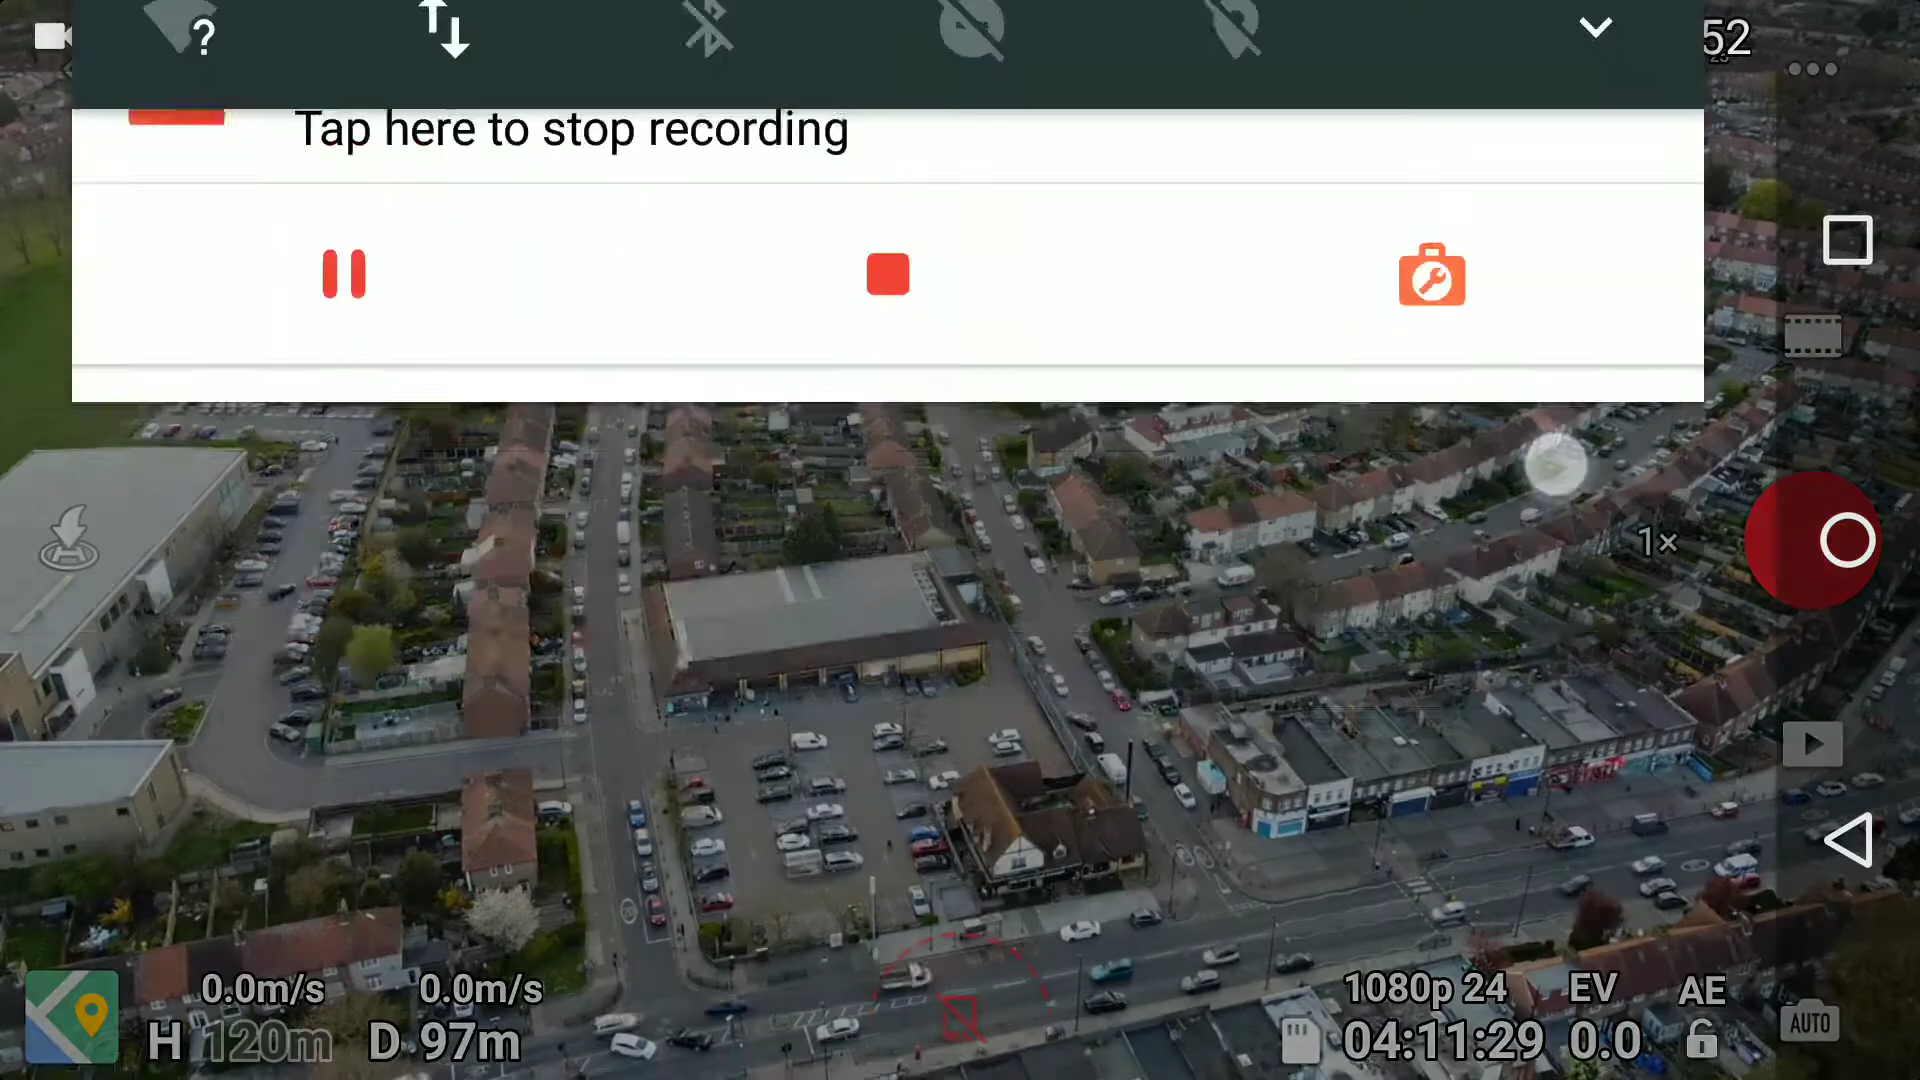 ?
52
Tap here to stop recording
1×
0.0m/s 0.0m/s
H 120m D 97m
1080p 24 EV AE
04:11:29 0.0
AUTO